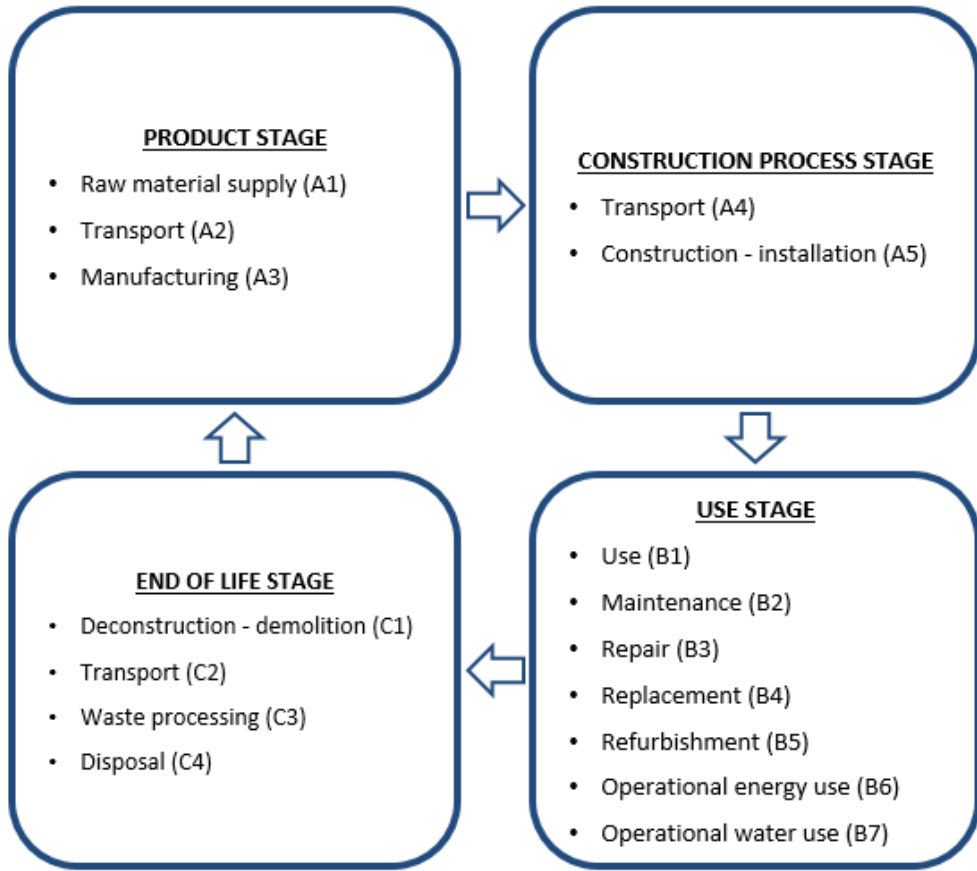 PRODUCT STAGE
• Raw material supply (A1)
• Transport (A2)
• Manufacturing (A3)
CONSTRUCTION PROCESS STAGE
• Transport (A4)
• Construction - installation (A5)
END OF LIFE STAGE
• Deconstruction - demolition (C1)
• Transport (C2)
• Waste processing (C3)
• Disposal (C4)
USE STAGE
• Use (B1)
• Maintenance (B2)
• Repair (B3)
• Replacement (B4)
• Refurbishment (B5)
• Operational energy use (B6)
• Operational water use (B7)